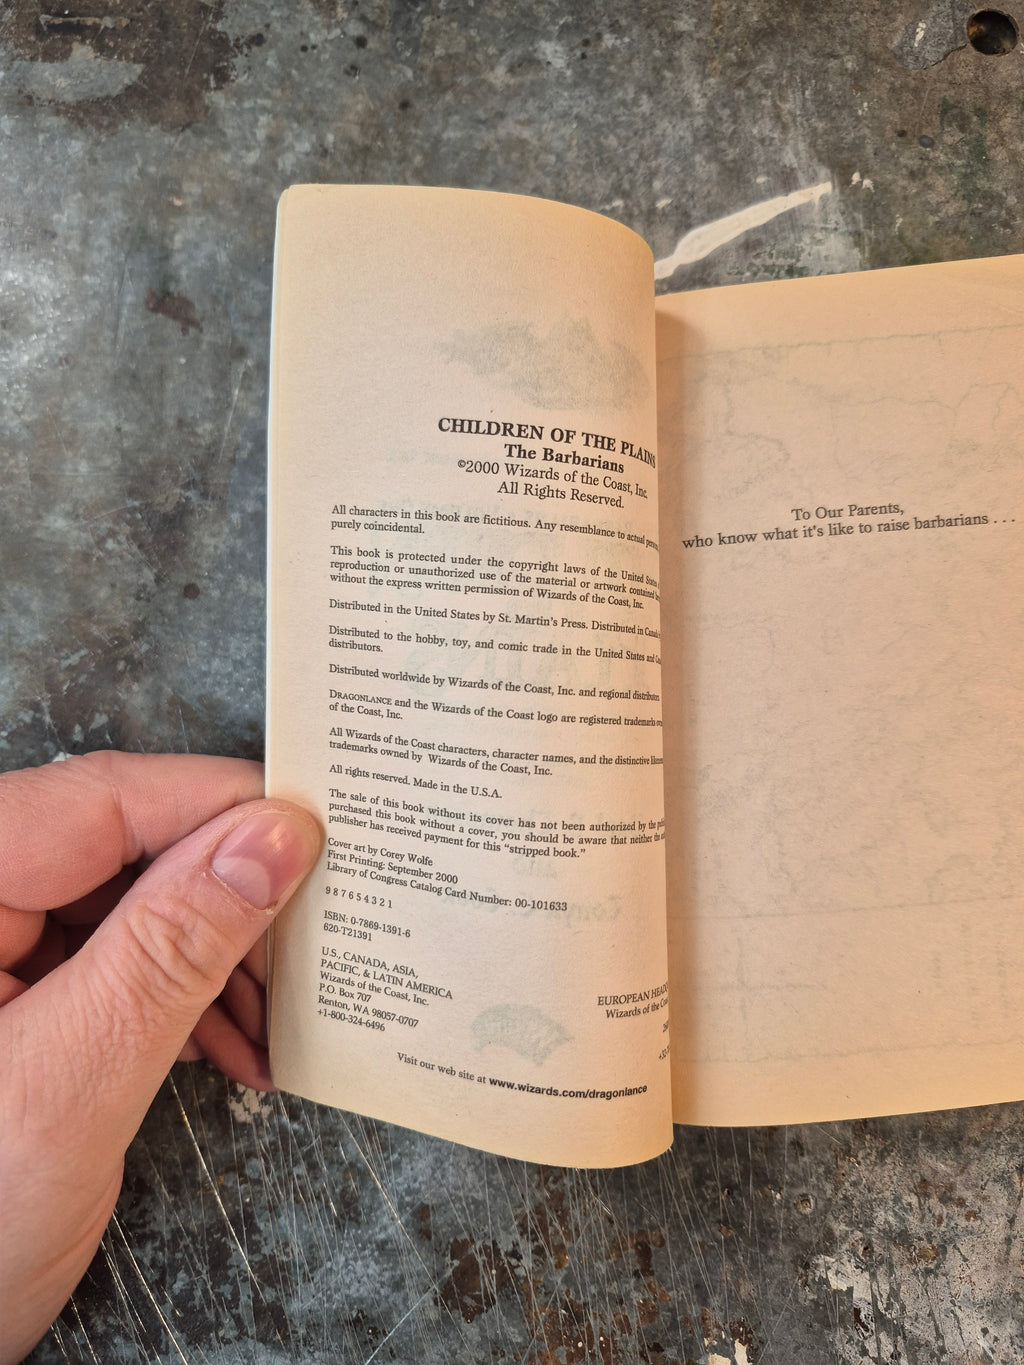 CHILDREN OF THE PLAINS
The Barbarians
©2000 Wizards of the Coast, Inc.
All Rights Reserved.
All characters in this book are fictitious. Any resemblance to actual
purely coincidental.
This book is protected under the copyright laws of the United States
reproduction or unauthorized use of the material or artwork contained
without the express written permission of Wizards of the Coast, Inc.
Distributed in the United States by St. Martin's Press. Distributed in
Distributed to the hobby, toy, and comic trade in the United States and
distributors.
Distributed worldwide by Wizards of the Coast, Inc. and regional
DRAGONLANCE and the Wizards of the Coast logo are registered trademarks
of the Coast, Inc.
All Wizards of the Coast characters, character names, and the distinctive
trademarks owned by Wizards of the Coast, Inc.
All rights reserved. Made in the U.S.A.
The sale of this book without its cover has not been authorized by the
purchased this book without a cover, you should be aware that neither the
publisher has received payment for this “stripped book.”
Cover art by Corey Wolfe
First Printing: September 2000
Library of Congress Catalog Card Number: 00-101633
9 8 7 6 5 4 3 2 1
ISBN: 0-7869-1391-6
620-T21391
U.S., CANADA, ASIA,
PACIFIC, & LATIN AMERICA
Wizards of the Coast, Inc.
P.O. Box 707
Renton, WA 98057-0707
+1-800-324-6496
EUROPEAN
Wizards of the
Visit our web site at www.wizards.com/dragonlance
To Our Parents,
who know what it's like to raise barbarians . . .